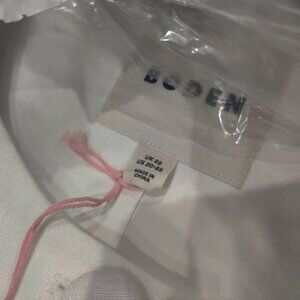 BODEN
UK 22
US 20-22
MADE IN
CHINA